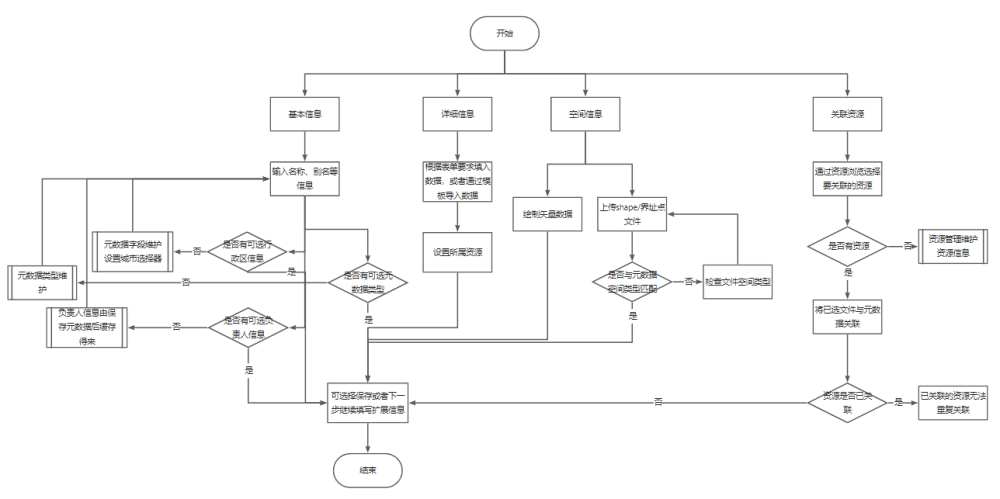 开始
基本信息
详细信息
空间信息
关联资源
输入名称、别名等
信息
根据表单要求填入
数据，或者通过模
板导入数据
通过资源浏览选择
要关联的资源
绘制矢量数据
上传shape/界址点
文件
元数据字段维护
设置城市选择器
否
是否有可选行
政区信息
设置所属资源
是否有资源
否
资源管理维护
资源信息
元数据类型维
护
否
是
是否有可选元
数据类型
是否与元数据
空间类型匹配
否
检查文件空间类型
是
负责人信息由保
存元数据后缓存
得来
否
是否有可选负
责人信息
是
是
将已选文件与元数
据关联
是
可选择保存或者下一
步继续填写扩展信息
否
资源是否已关
联
是
已关联的资源无法
重复关联
结束